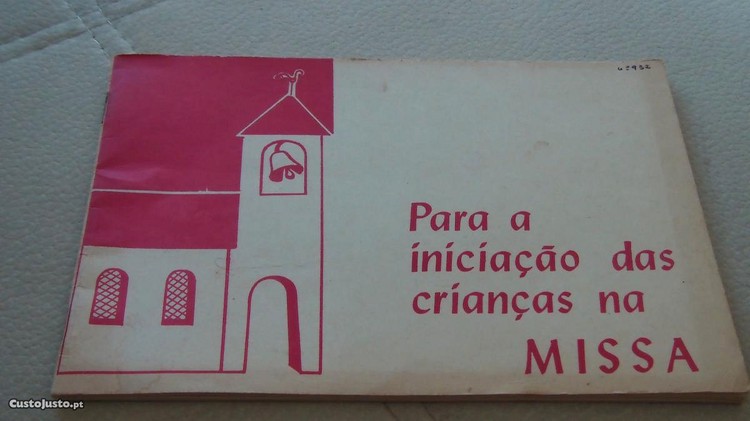 Para a
iniciação das
crianças na
MISSA
CustoJusto.pt